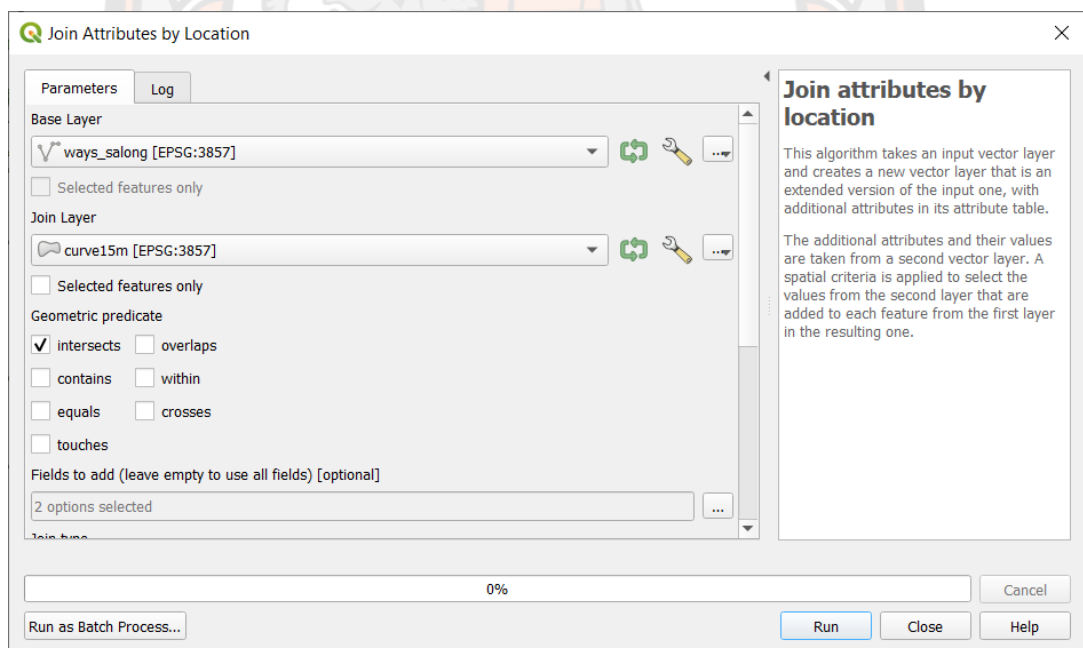 Join Attributes by Location
Parameters
Log
Base Layer
ways_salong [EPSG:3857]
...
Selected features only
Join Layer
curve15m [EPSG:3857]
...
Selected features only
Geometric predicate
intersects overlaps
contains within
equals crosses
touches
Fields to add (leave empty to use all fields) [optional]
2 options selected
...
Join type
Join attributes by
location
This algorithm takes an input vector layer
and creates a new vector layer that is an
extended version of the input one, with
additional attributes in its attribute table.
The additional attributes and their values
are taken from a second vector layer. A
spatial criteria is applied to select the
values from the second layer that are
added to each feature from the first layer
in the resulting one.
0%
Cancel
Run as Batch Process...
Run
Close
Help